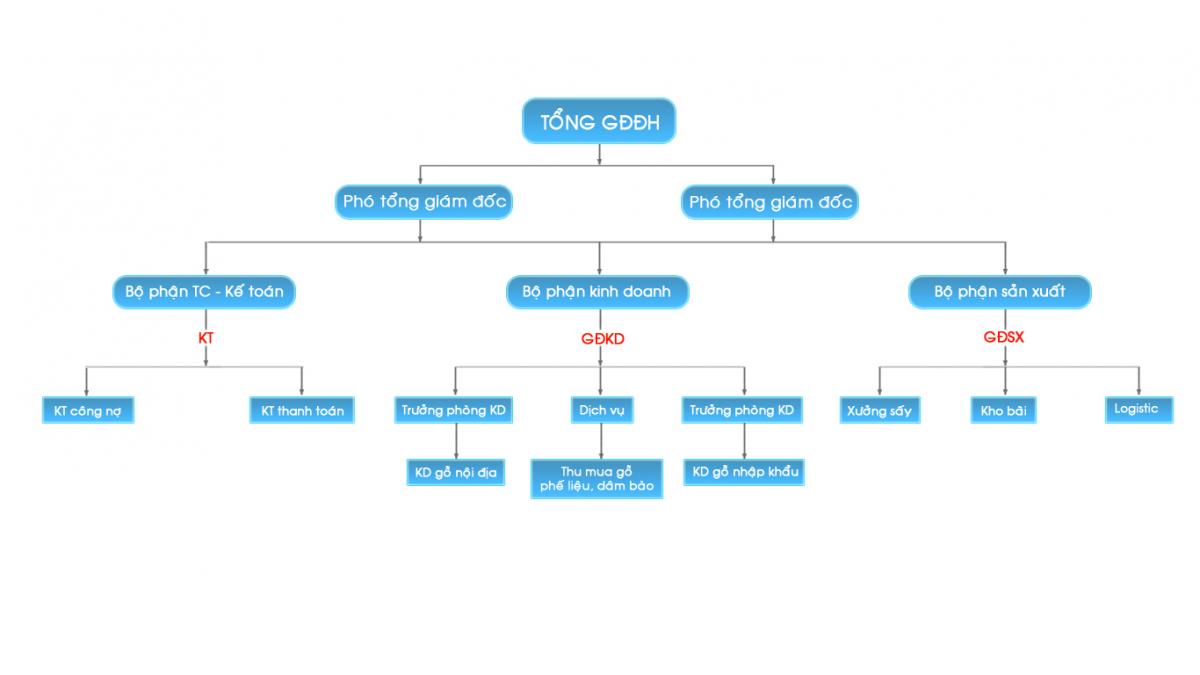 TỔNG GĐĐH
Phó tổng giám đốc
Phó tổng giám đốc
Bộ phận TC - Kế toán
Bộ phận kinh doanh
Bộ phận sản xuất
KT
GĐKD
GĐSX
KT công nợ
KT thanh toán
Trưởng phòng KD
Dịch vụ
Trưởng phòng KD
Xưởng sấy
Kho bãi
Logistic
KD gỗ nội địa
Thu mua gỗ
phế liệu, dăm bào
KD gỗ nhập khẩu